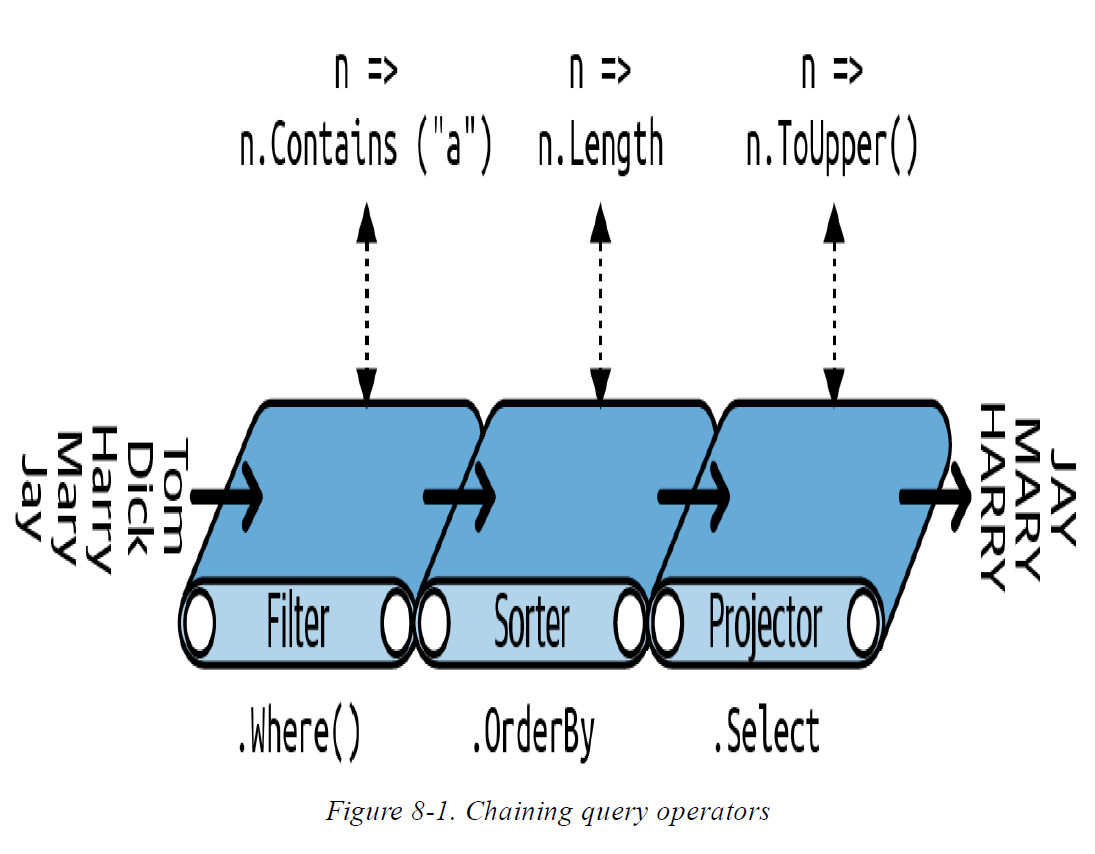 n =>
n.Contains ("a")
n =>
n.Length
n =>
n.ToUpper()
Tom
Dick
Harry
Mary
Jay
JAY
MARY
HARRY
Filter
Sorter
Projector
.Where()
.OrderBy
.Select
Figure 8-1. Chaining query operators